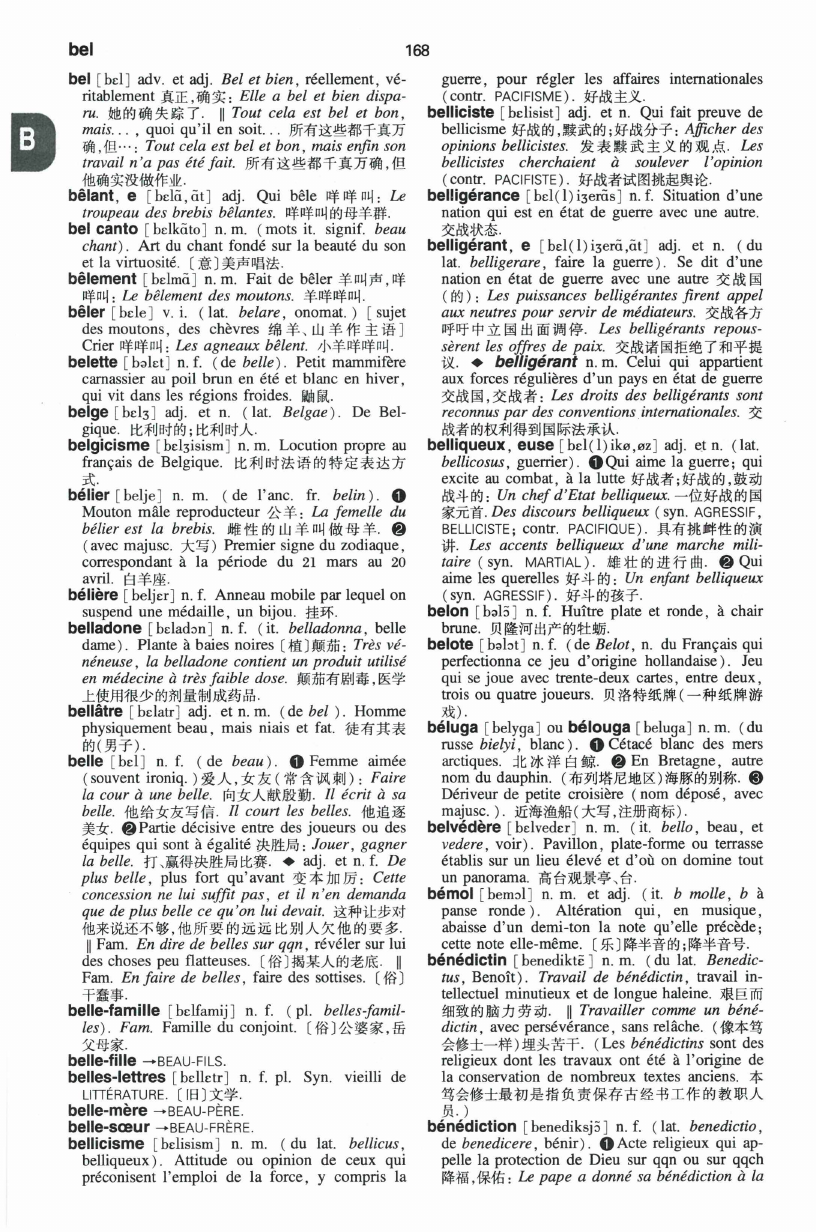 bel
168
B
bel [bɛl] adv. et adj. Bel et bien, réellement, vé-
ritablement 真正,确实: Elle a bel et bien dispa-
ru. 她的确失踪了. ‖ Tout cela est bel et bon,
mais..., quoi qu'il en soit... 所有这些都千真万
确,但…: Tout cela est bel et bon, mais enfin son
travail n'a pas été fait. 所有这些都千真万确,但
他确实没做作业.
bêlant, e [bɛlɑ̃,ɑ̃t] adj. Qui bêle 咩咩叫: Le
troupeau des brebis bêlantes. 咩咩叫的母羊群.
bel canto [bɛlkɑ̃to] n. m. (mots it. signif. beau
chant). Art du chant fondé sur la beauté du son
et la virtuosité. [意]美声唱法.
bêlement [bɛlmɑ̃] n. m. Fait de bêler 羊叫声,咩
咩叫: Le bêlement des moutons. 羊咩咩叫.
bêler [bɛle] v. i. (lat. belare, onomat.) [sujet
des moutons, des chèvres 绵羊、山羊作主语]
Crier 咩咩叫: Les agneaux bêlent. 小羊咩咩叫.
belette [bəlɛt] n. f. (de belle). Petit mammifère
carnassier au poil brun en été et blanc en hiver,
qui vit dans les régions froides. 鼬鼠.
belge [bɛlʒ] adj. et n. (lat. Belgae). De Bel-
gique. 比利时的;比利时人.
belgicisme [bɛlʒisism] n. m. Locution propre au
français de Belgique. 比利时法语的特定表达方
式.
bélier [belje] n. m. (de l'anc. fr. belin). ❶
Mouton mâle reproducteur 公羊: La femelle du
bélier est la brebis. 雌性的山羊叫做母羊. ❷
(avec majusc. 大写) Premier signe du zodiaque,
correspondant à la période du 21 mars au 20
avril. 白羊座.
bélière [beljɛr] n. f. Anneau mobile par lequel on
suspend une médaille, un bijou. 挂环.
belladone [bɛladɔn] n. f. (it. belladonna, belle
dame). Plante à baies noires [植]颠茄: Très vé-
néneuse, la belladone contient un produit utilisé
en médecine à très faible dose. 颠茄有剧毒,医学
上使用很少的剂量制成药品.
bellâtre [bɛlatr] adj. et n. m. (de bel ). Homme
physiquement beau, mais niais et fat. 徒有其表
的(男子).
belle [bɛl] n. f. (de beau). ❶ Femme aimée
(souvent ironiq.)爱人,女友(常含讽刺): Faire
la cour à une belle. 向女人献殷勤. Il écrit à sa
belle. 他给女友写信. Il court les belles. 他追逐
美女. ❷Partie décisive entre des joueurs ou des
équipes qui sont à égalité 决胜局: Jouer, gagner
la belle. 打、赢得决胜局比赛. ◆ adj. et n. f. De
plus belle, plus fort qu'avant 变本加厉: Cette
concession ne lui suffit pas, et il n'en demanda
que de plus belle ce qu'on lui devait. 这种让步对
他来说还不够,他所要的远远比别人欠他的要多.
‖ Fam. En dire de belles sur qqn, révéler sur lui
des choses peu flatteuses. [俗]揭某人的老底. ‖
Fam. En faire de belles, faire des sottises. [俗]
干蠢事.
belle-famille [bɛlfamij] n. f. (pl. belles-famil-
les). Fam. Famille du conjoint. [俗]公婆家,岳
父母家.
belle-fille →BEAU-FILS.
belles-lettres [bɛllɛtr] n. f. pl. Syn. vieilli de
LITTÉRATURE. [旧]文学.
belle-mère →BEAU-PÈRE.
belle-sœur →BEAU-FRÈRE.
bellicisme [bɛlisism] n. m. (du lat. bellicus,
belliqueux). Attitude ou opinion de ceux qui
préconisent l'emploi de la force, y compris la
guerre, pour régler les affaires internationales
(contr. PACIFISME). 好战主义.
belliciste [bɛlisist] adj. et n. Qui fait preuve de
bellicisme 好战的,黩武的;好战分子: Afficher des
opinions bellicistes. 发表黩武主义的观点. Les
bellicistes cherchaient à soulever l'opinion
(contr. PACIFISTE). 好战者试图挑起舆论.
belligérance [bɛl(l)iʒerɑ̃s] n. f. Situation d'une
nation qui est en état de guerre avec une autre.
交战状态.
belligérant, e [bɛl(l)iʒerɑ̃,ɑ̃t] adj. et n. (du
lat. belligerare, faire la guerre). Se dit d'une
nation en état de guerre avec une autre 交战国
(的): Les puissances belligérantes firent appel
aux neutres pour servir de médiateurs. 交战各方
呼吁中立国出面调停. Les belligérants repous-
sèrent les offres de paix. 交战诸国拒绝了和平提
议. ◆ belligérant n. m. Celui qui appartient
aux forces régulières d'un pays en état de guerre
交战国,交战者: Les droits des belligérants sont
reconnus par des conventions internationales. 交
战者的权利得到国际法承认.
belliqueux, euse [bɛl(l)ikø,øz] adj. et n. (lat.
bellicosus, guerrier). ❶Qui aime la guerre; qui
excite au combat, à la lutte 好战者;好战的,鼓动
战斗的: Un chef d'Etat belliqueux. 一位好战的国
家元首. Des discours belliqueux (syn. AGRESSIF,
BELLICISTE; contr. PACIFIQUE). 具有挑衅性的演
讲. Les accents belliqueux d'une marche mili-
taire (syn. MARTIAL). 雄壮的进行曲. ❷ Qui
aime les querelles 好斗的: Un enfant belliqueux
(syn. AGRESSIF). 好斗的孩子.
belon [bəlɔ̃] n. f. Huître plate et ronde, à chair
brune. 贝隆河出产的牡蛎.
belote [bəlɔt] n. f. (de Belot, n. du Français qui
perfectionna ce jeu d'origine hollandaise). Jeu
qui se joue avec trente-deux cartes, entre deux,
trois ou quatre joueurs. 贝洛特纸牌(一种纸牌游
戏).
béluga [belyga] ou bélouga [beluga] n. m. (du
russe bielyi, blanc). ❶ Cétacé blanc des mers
arctiques. 北冰洋白鲸. ❷ En Bretagne, autre
nom du dauphin. (布列塔尼地区)海豚的别称. ❸
Dériveur de petite croisière (nom déposé, avec
majusc.). 近海渔船(大写,注册商标).
belvédère [bɛlvedɛr] n. m. (it. bello, beau, et
vedere, voir). Pavillon, plate-forme ou terrasse
établis sur un lieu élevé et d'où on domine tout
un panorama. 高台观景亭、台.
bémol [bemɔl] n. m. et adj. (it. b molle, b à
panse ronde). Altération qui, en musique,
abaisse d'un demi-ton la note qu'elle précède;
cette note elle-même. [乐]降半音的;降半音号.
bénédictin [benediktɛ̃] n. m. (du lat. Benedic-
tus, Benoît). Travail de bénédictin, travail in-
tellectuel minutieux et de longue haleine. 艰巨而
细致的脑力劳动. ‖ Travailler comme un béné-
dictin, avec persévérance, sans relâche. (像本笃
会修士一样)埋头苦干. (Les bénédictins sont des
religieux dont les travaux ont été à l'origine de
la conservation de nombreux textes anciens. 本
笃会修士最初是指负责保存古经书工作的教职人
员.)
bénédiction [benediksjɔ̃] n. f. (lat. benedictio,
de benedicere, bénir). ❶Acte religieux qui ap-
pelle la protection de Dieu sur qqn ou sur qqch
降福,保佑: Le pape a donné sa bénédiction à la